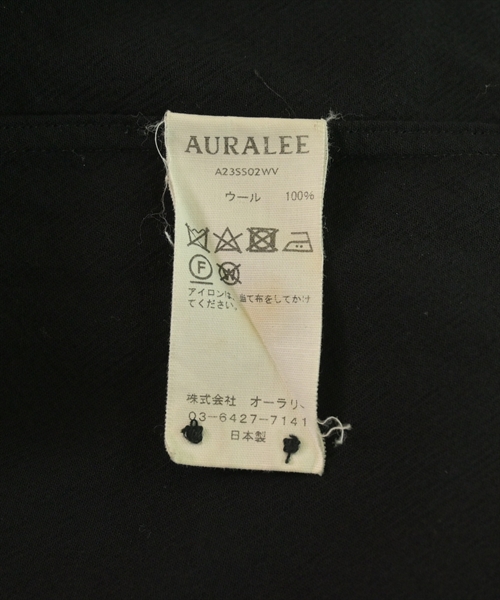 AURALEE
A23SS02WV
ウール 100%
F W
アイロンは、当て布をしてかけ
てください。
株式会社 オーラリー
03-6427-7141
日本製